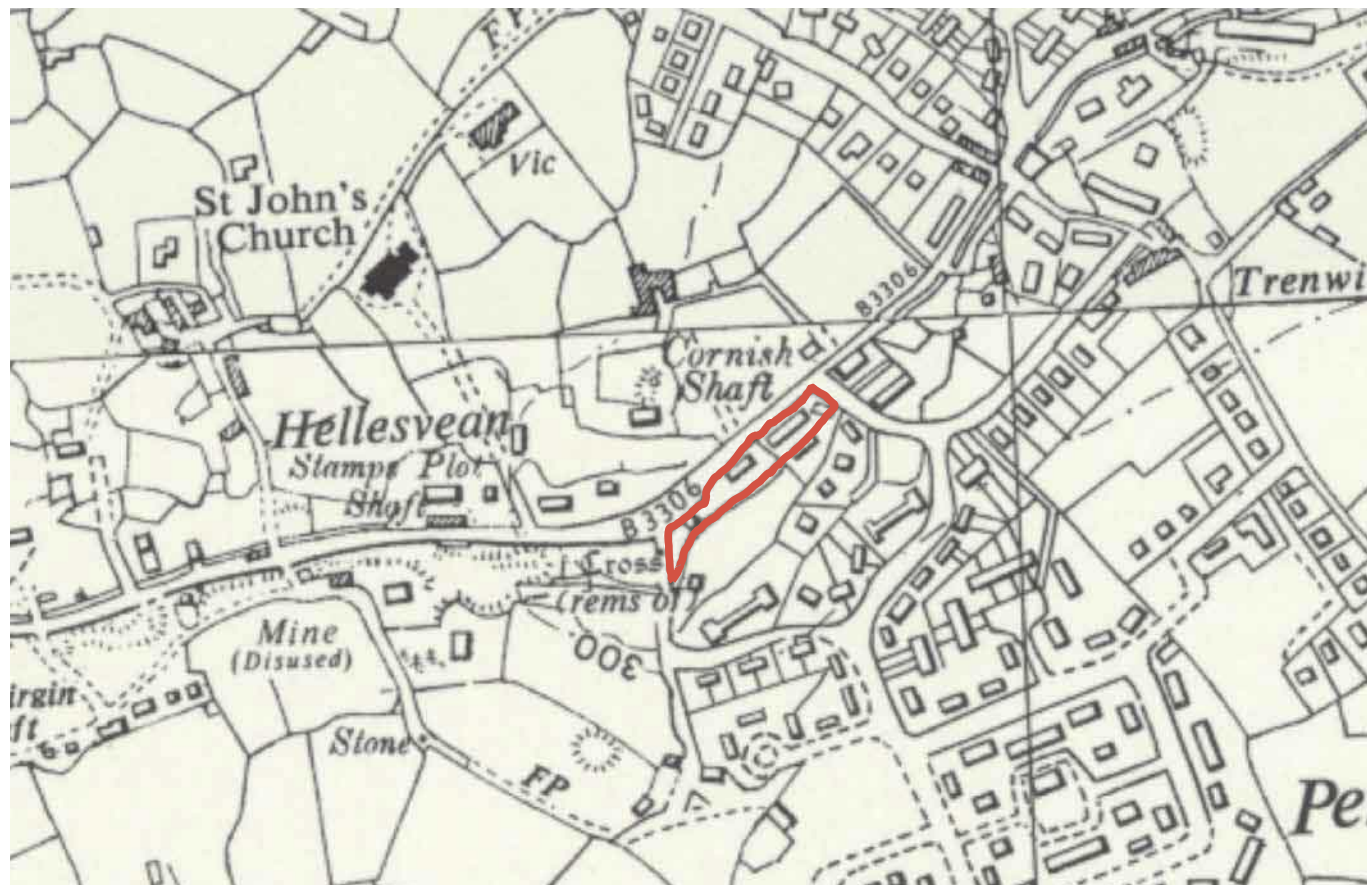 F.P.
Vic
St John's
Church
B3306
Trenwi
Cornish
Shaft
Hellesvean
Stamps Plot
Shaft
B3306
Cross
(rems of)
Mine
(Disused)
300
irgin
ft
Stone
FP
Pe